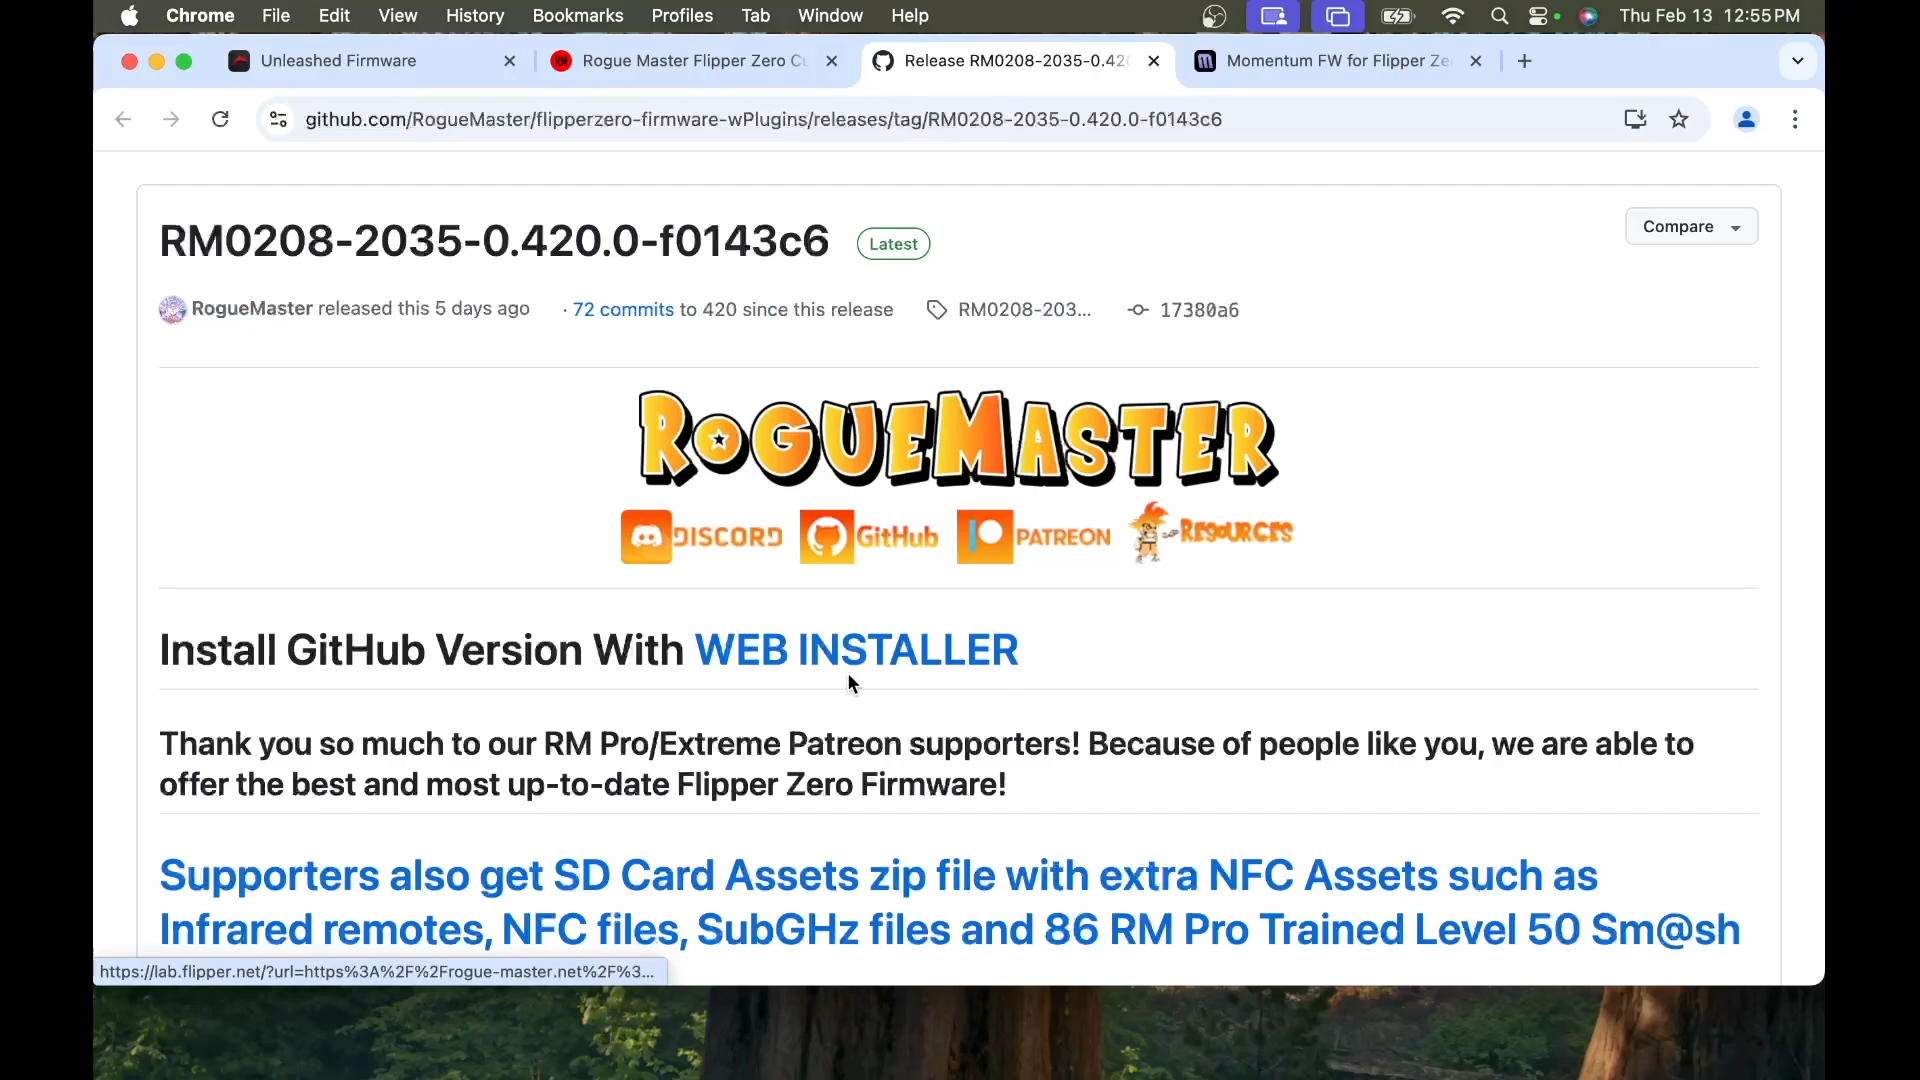 Chrome File Edit View History Bookmarks Profiles Tab Window Help Thu Feb 13 12:55 PM
Unleashed Firmware Rogue Master Flipper Zero Cu Release RM0208-2035-0.420 Momentum FW for Flipper Ze
github.com/RogueMaster/flipperzero-firmware-wPlugins/releases/tag/RM0208-2035-0.420.0-f0143c6
RM0208-2035-0.420.0-f0143c6 Latest Compare
RogueMaster released this 5 days ago · 72 commits to 420 since this release RM0208-203... 17380a6
ROGUEMASTER
DISCORD GitHub PATREON RESOURCES
Install GitHub Version With WEB INSTALLER
Thank you so much to our RM Pro/Extreme Patreon supporters! Because of people like you, we are able to
offer the best and most up-to-date Flipper Zero Firmware!
Supporters also get SD Card Assets zip file with extra NFC Assets such as
Infrared remotes, NFC files, SubGHz files and 86 RM Pro Trained Level 50 Sm@sh
https://lab.flipper.net/?url=https%3A%2F%2Frogue-master.net%2F%3...